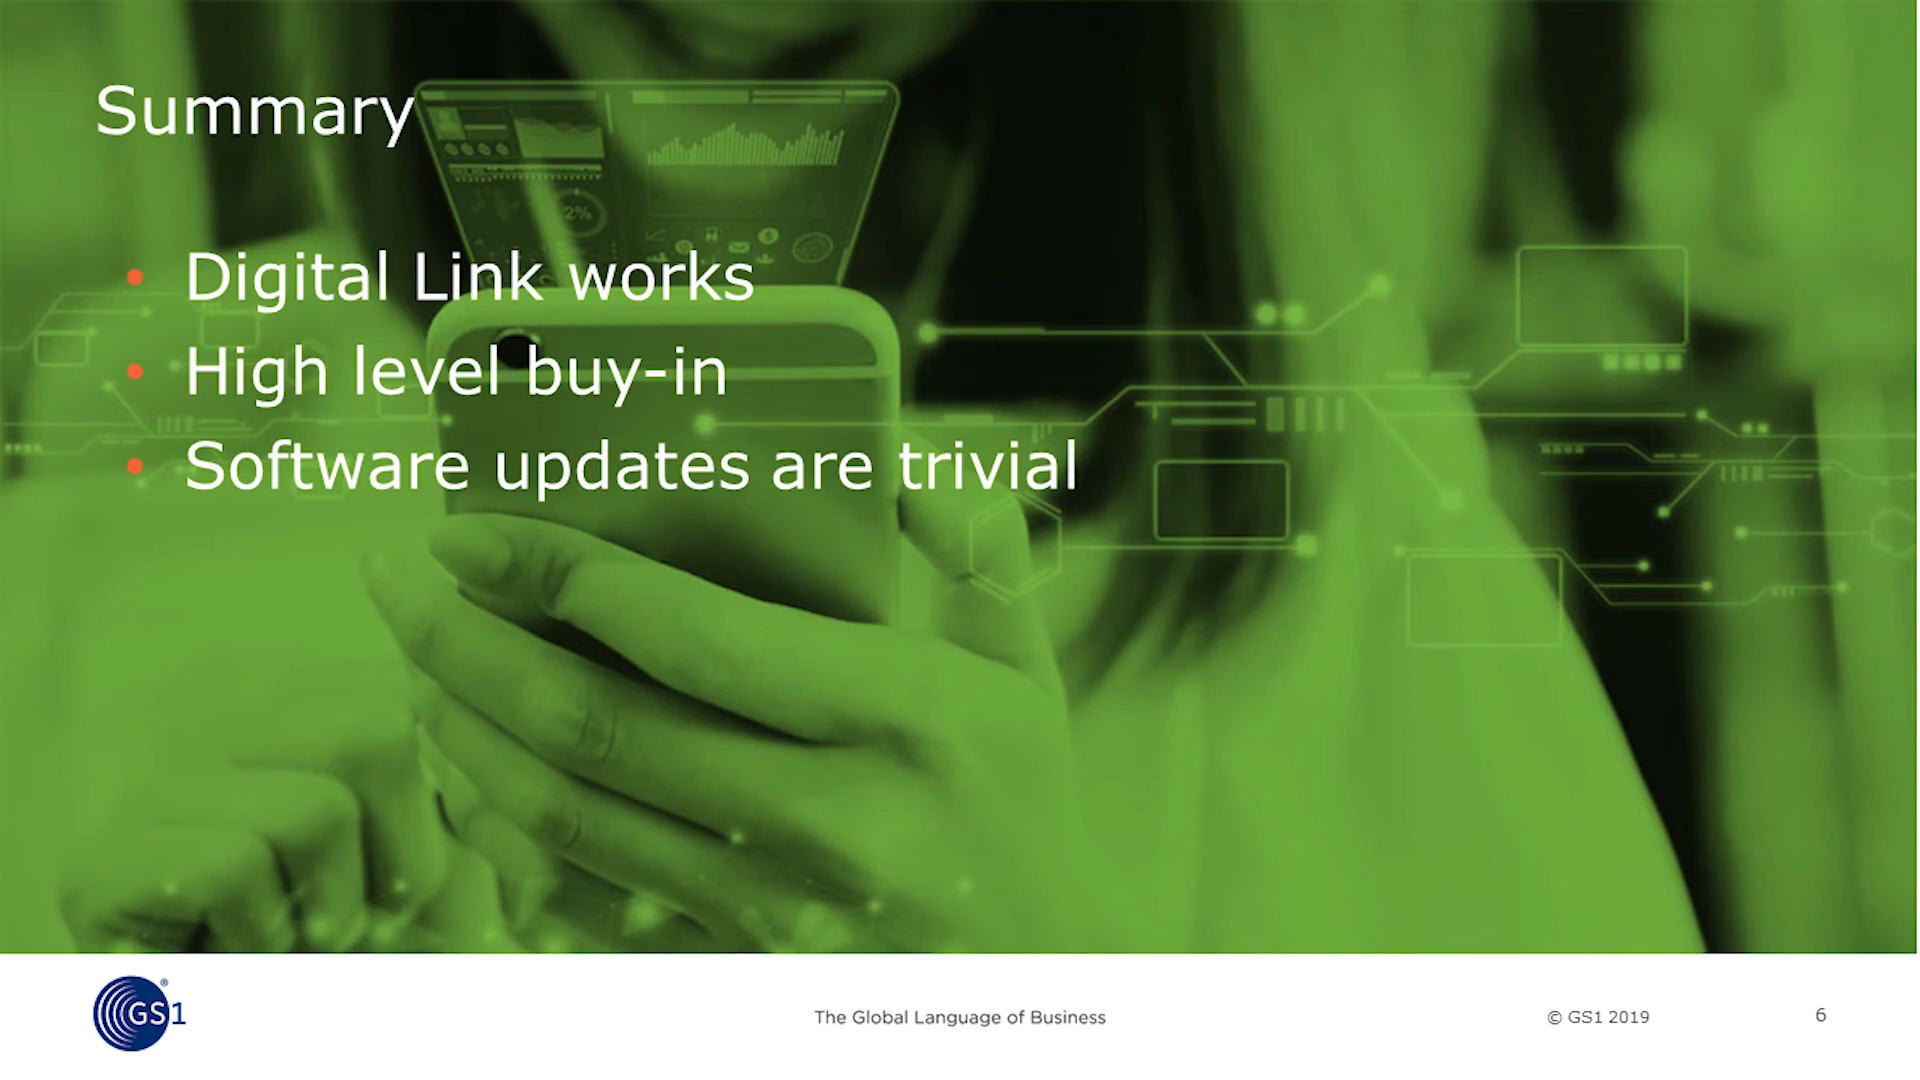 Summary
2%
Digital Link works
High level buy-in
Software updates are trivial
GS1®
The Global Language of Business
© GS1 2019
6